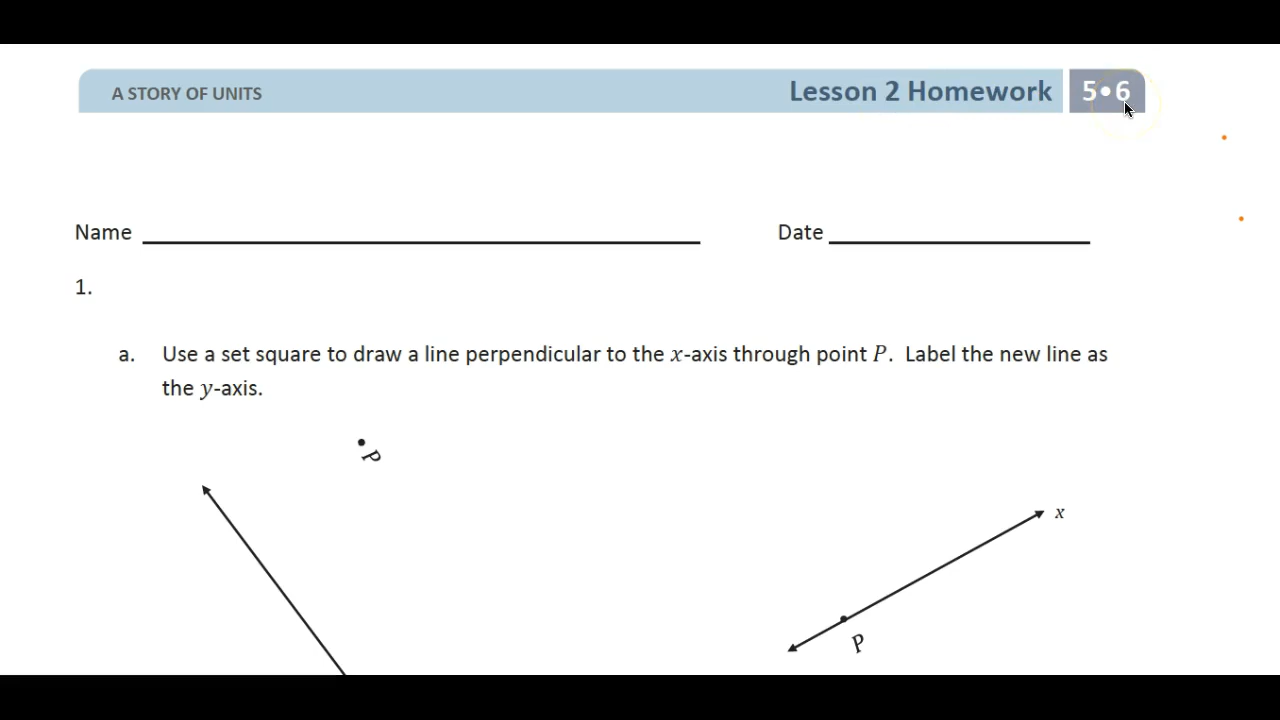 A STORY OF UNITS
Lesson 2 Homework
5•6
Name
Date
1.
a. Use a set square to draw a line perpendicular to the x-axis through point P. Label the new line as
the y-axis.
P
x
P